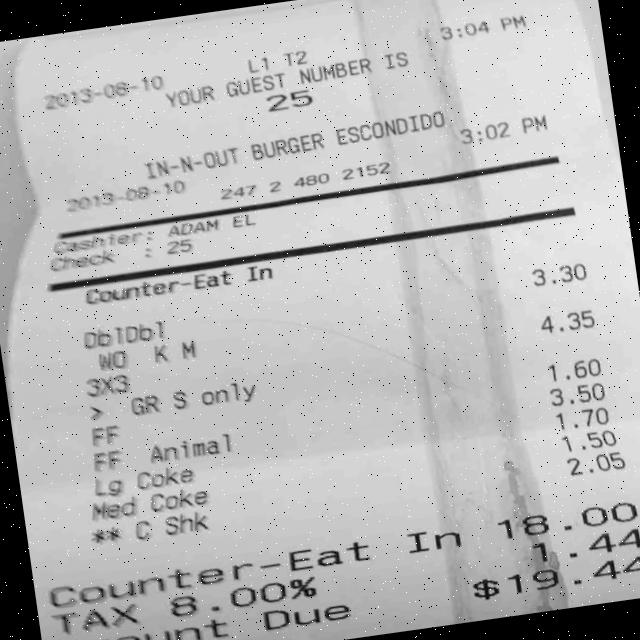 L1 T2 3:04 PM
2013-08-10
YOUR GUEST NUMBER IS
25
IN-N-OUT BURGER ESCONDIDO
2013-08-10 3:02 PM
247 2 480 2152
Cashier: ADAM EL
Check : 25
Counter-Eat In
DblDbl 3.30
WO K M
3X3 4.35
> GR S only
FF 1.60
FF Animal 3.50
Lg Coke 1.70
Med Coke 1.50
** C Shk 2.05
Counter-Eat In 18.00
TAX 8.00% 1.44
ount Due $19.44